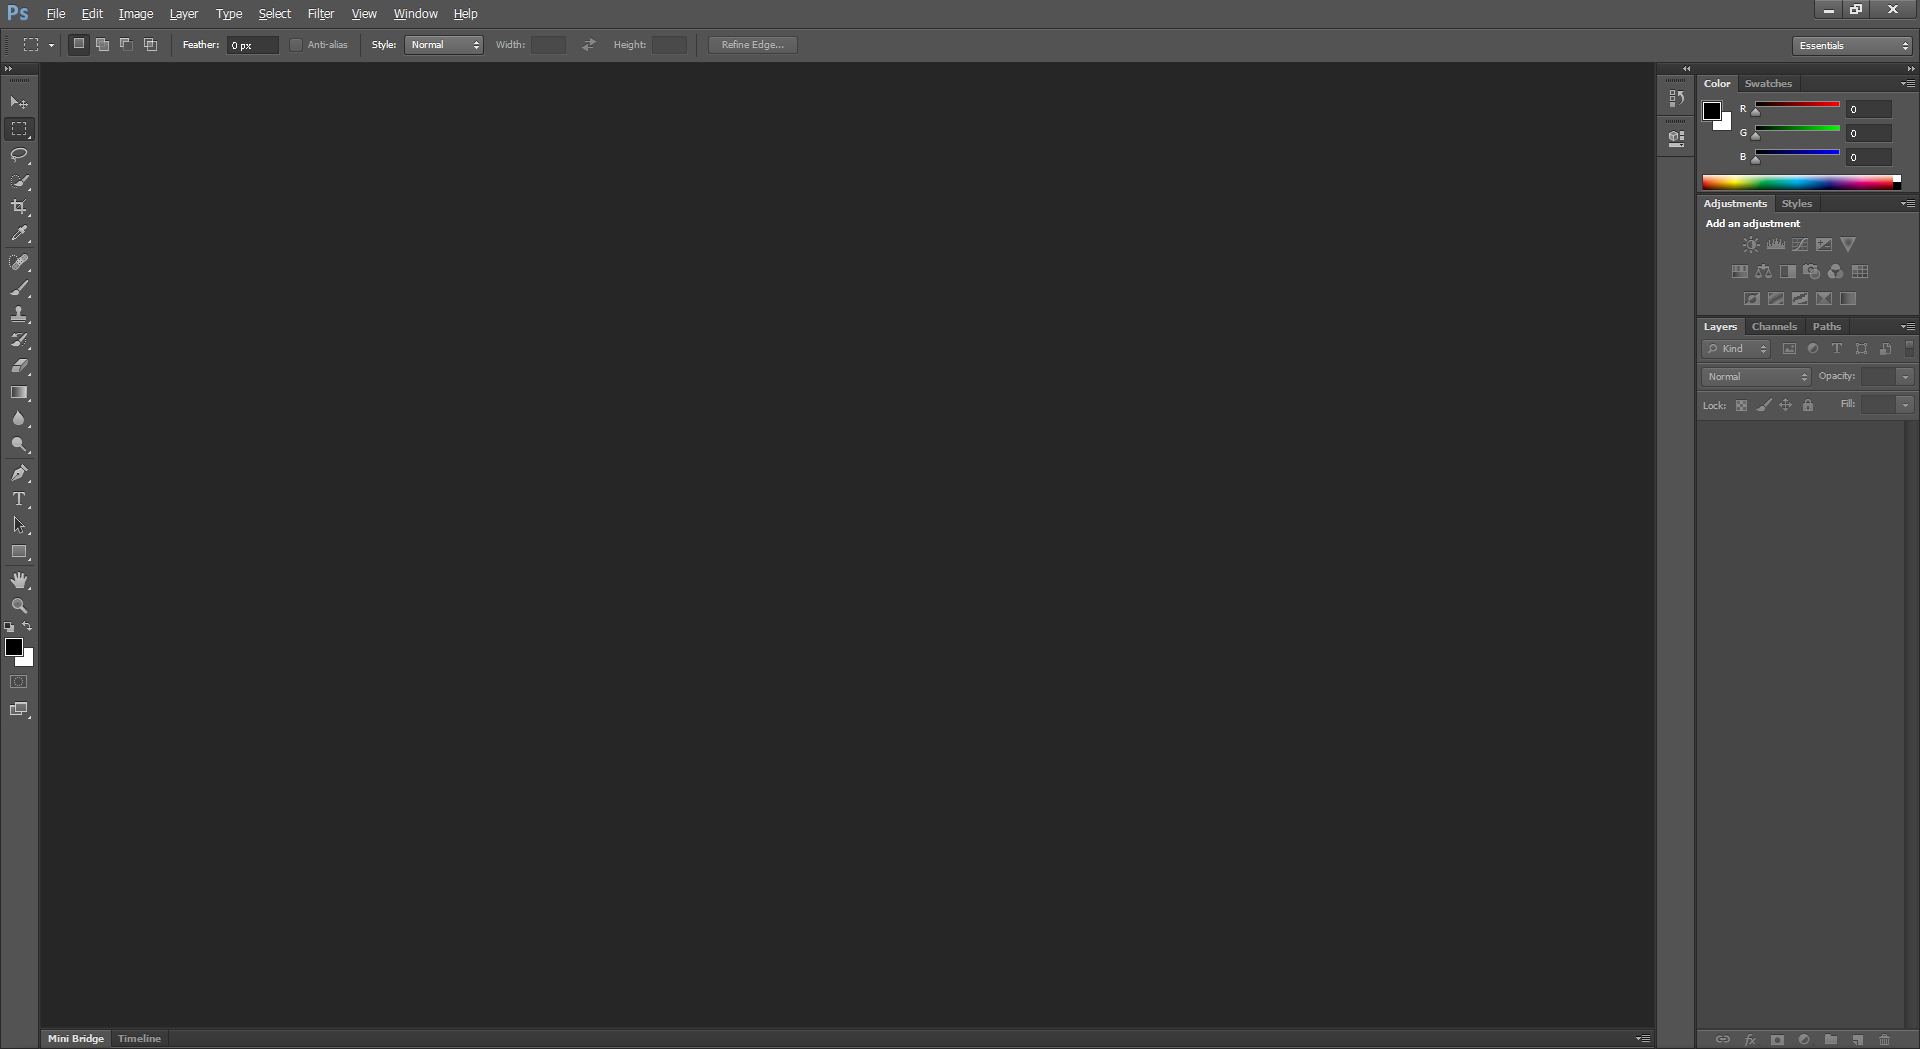 Ps File Edit Image Layer Type Select Filter View Window Help
Feather: 0 px Anti-alias Style: Normal Width: Height: Refine Edge... Essentials
Color Swatches
R 0
G 0
B 0
Adjustments Styles
Add an adjustment
Layers Channels Paths
Kind T
Normal Opacity:
Lock: Fill:
T
Mini Bridge Timeline
fx